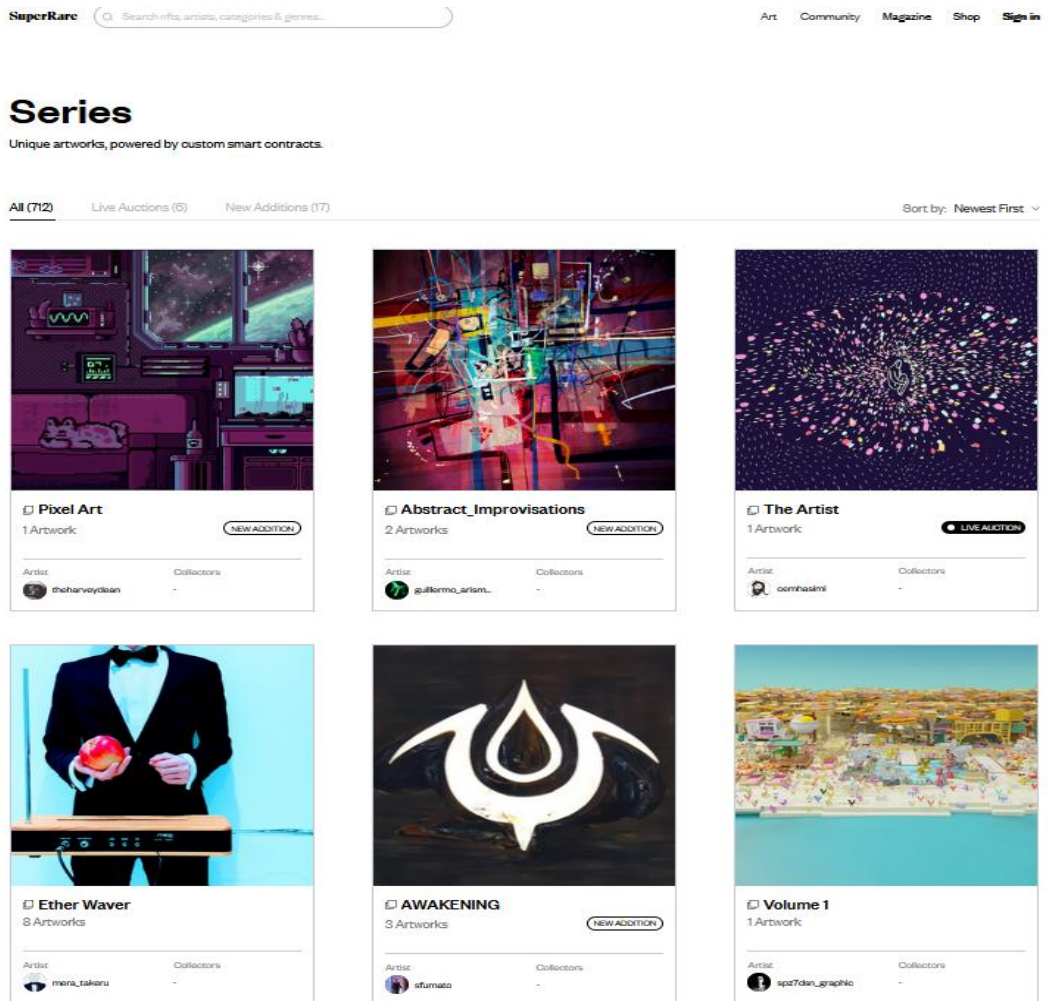 SuperRare
Search nfts, artists, categories & genres...
Art Community Magazine Shop Sign in
Series
Unique artworks, powered by custom smart contracts.
All (712) Live Auctions (6) New Additions (17)
Sort by: Newest First
Pixel Art
1 Artwork
NEW ADDITION
Artist Collectors
theharveydean -
Abstract_Improvisations
2 Artworks
NEW ADDITION
Artist Collectors
guillermo_arism... -
The Artist
1 Artwork
LIVE AUCTION
Artist Collectors
cemhasimi -
Ether Waver
8 Artworks
Artist Collectors
mera_takeru -
AWAKENING
3 Artworks
NEW ADDITION
Artist Collectors
sfumato -
Volume 1
1 Artwork
Artist Collectors
spz7dsn_graphic -